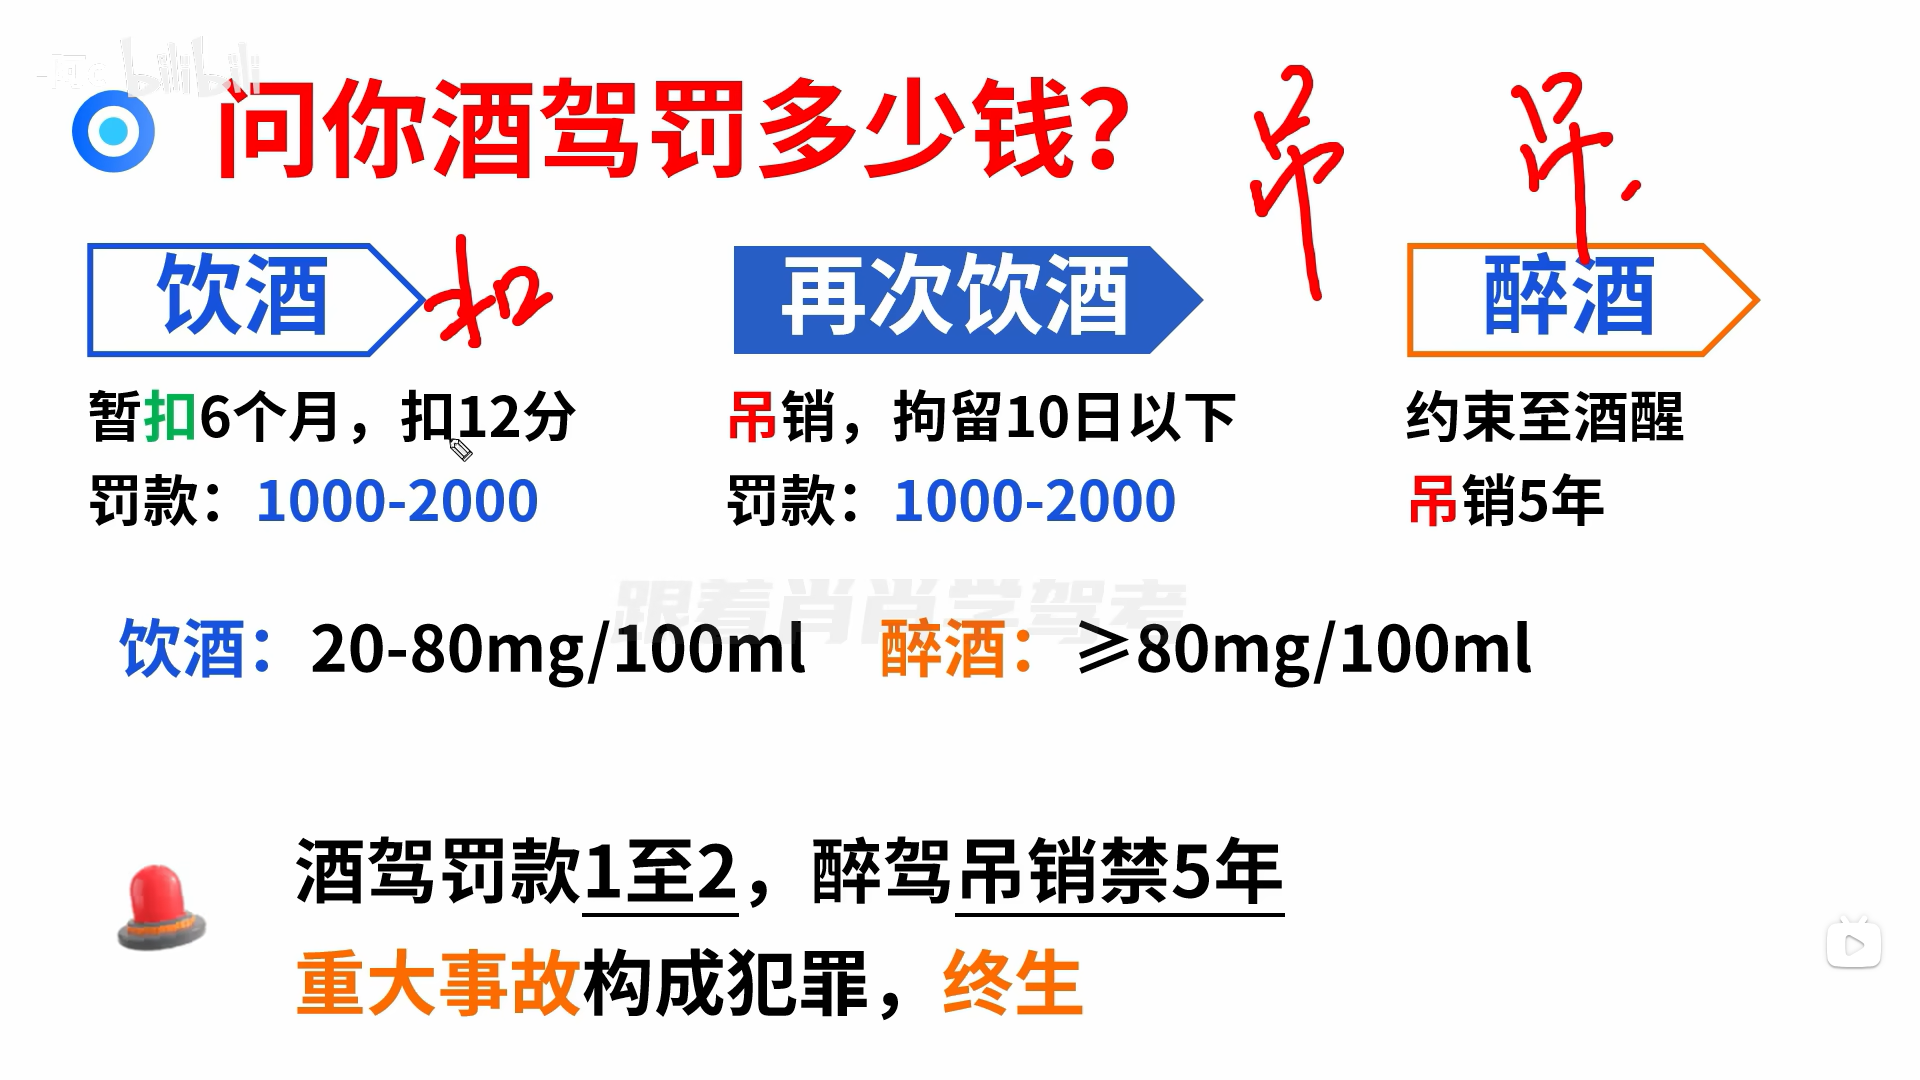 bilibili
问你酒驾罚多少钱?
吊
吊
饮酒
扣
再次饮酒
醉酒
暂扣6个月，扣12分
罚款：1000-2000
吊销，拘留10日以下
罚款：1000-2000
约束至酒醒
吊销5年
跟着肖肖学驾考
饮酒：20-80mg/100ml
醉酒：≥80mg/100ml
酒驾罚款1至2，醉驾吊销禁5年
重大事故构成犯罪，终生